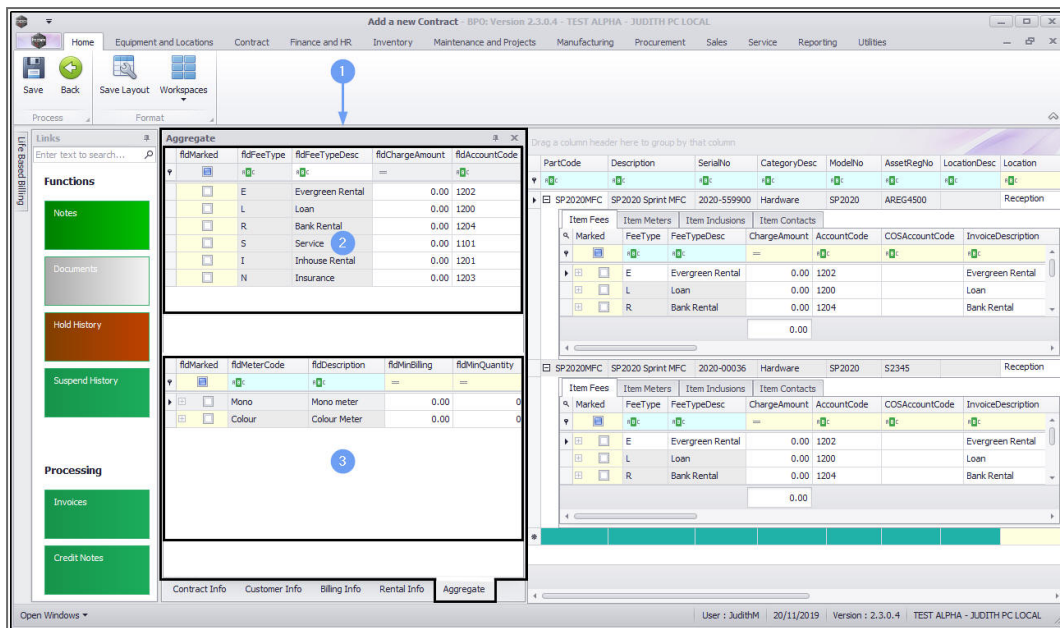 Add a new Contract - BPO: Version 2.3.0.4 - TEST ALPHA - JUDITH PC LOCAL
Home Equipment and Locations Contract Finance and HR Inventory Maintenance and Projects Manufacturing Procurement Sales Service Reporting Utilities
Save Back Save Layout Workspaces
Process Format
1
Life Based Billing
Links
Enter text to search...
Functions
Notes
Documents
Hold History
Suspend History
Processing
Invoices
Credit Notes
Aggregate
fldMarked fldFeeType fldFeeTypeDesc fldChargeAmount fldAccountCode
=
E Evergreen Rental 0.00 1202
L Loan 0.00 1200
R Bank Rental 0.00 1204
S Service 0.00 1101
2
I Inhouse Rental 0.00 1201
N Insurance 0.00 1203
fldMarked fldMeterCode fldDescription fldMinBilling fldMinQuantity
= =
Mono Mono meter 0.00 0
Colour Colour Meter 0.00 0
3
Contract Info Customer Info Billing Info Rental Info Aggregate
Drag a column header here to group by that column
PartCode Description SerialNo CategoryDesc ModelNo AssetRegNo LocationDesc Location
SP2020MFC SP2020 Sprint MFC 2020-559900 Hardware SP2020 AREG4500 Reception
Item Fees Item Meters Item Inclusions Item Contacts
Marked FeeType FeeTypeDesc ChargeAmount AccountCode COSAccountCode InvoiceDescription
=
E Evergreen Rental 0.00 1202 Evergreen Rental
L Loan 0.00 1200 Loan
R Bank Rental 0.00 1204 Bank Rental
0.00
SP2020MFC SP2020 Sprint MFC 2020-00036 Hardware SP2020 S2345 Reception
Item Fees Item Meters Item Inclusions Item Contacts
Marked FeeType FeeTypeDesc ChargeAmount AccountCode COSAccountCode InvoiceDescription
=
E Evergreen Rental 0.00 1202 Evergreen Rental
L Loan 0.00 1200 Loan
R Bank Rental 0.00 1204 Bank Rental
0.00
Open Windows User : JudithM 20/11/2019 Version : 2.3.0.4 TEST ALPHA - JUDITH PC LOCAL